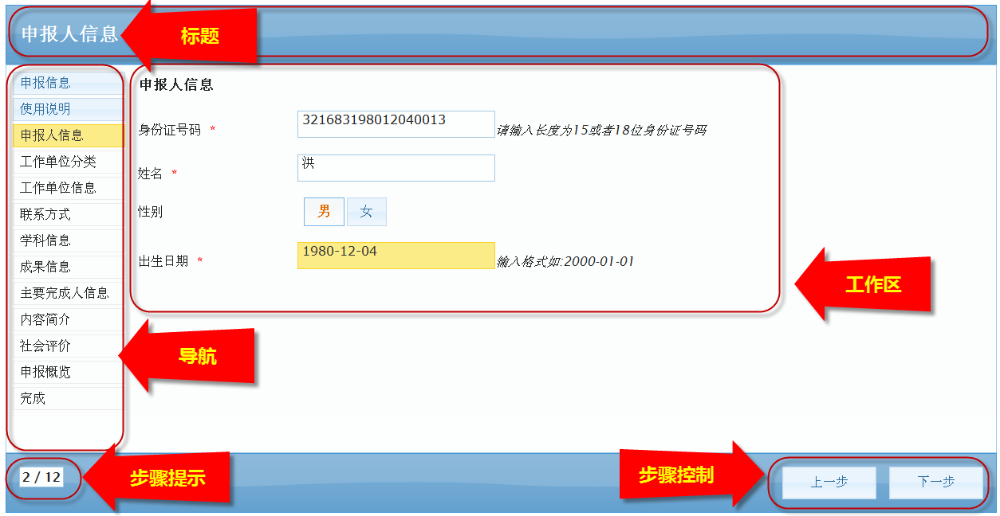 申报人信息
标题
申报信息
使用说明
申报人信息
工作单位分类
工作单位信息
联系方式
学科信息
成果信息
主要完成人信息
内容简介
社会评价
申报概览
完成
导航
申报人信息
身份证号码 * 321683198012040013 请输入长度为15或者18位身份证号码
姓名 * 洪
性别 男 女
出生日期 * 1980-12-04 输入格式如:2000-01-01
工作区
2 / 12
步骤提示
步骤控制
上一步 下一步